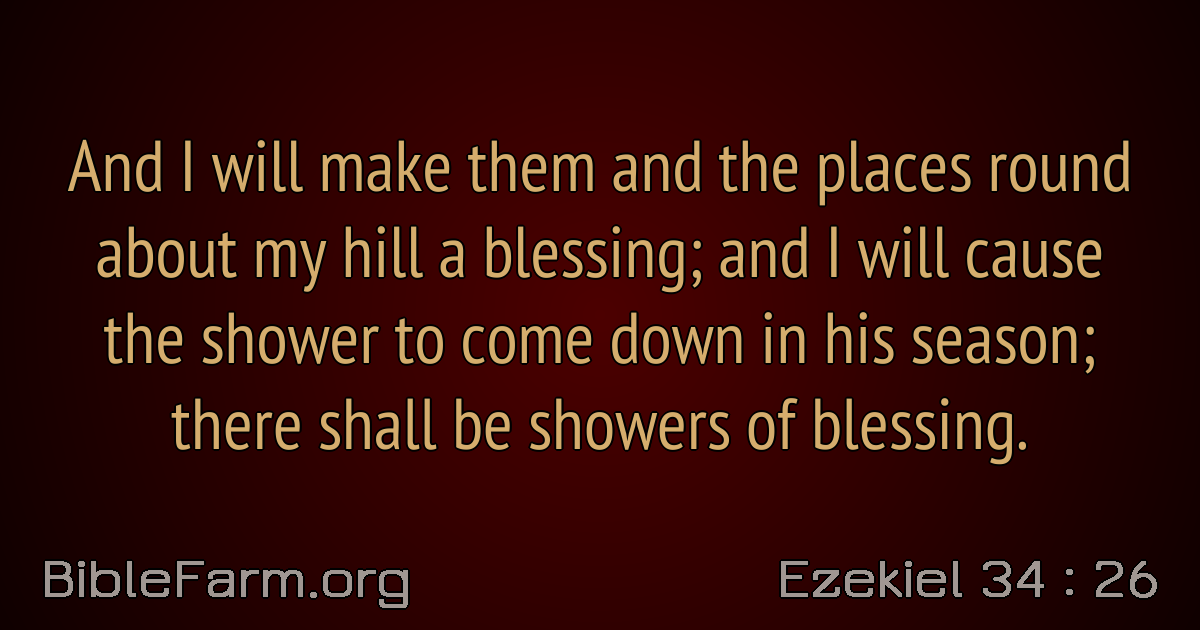 And I will make them and the places round
about my hill a blessing; and I will cause
the shower to come down in his season;
there shall be showers of blessing.
BibleFarm.org
Ezekiel 34 : 26